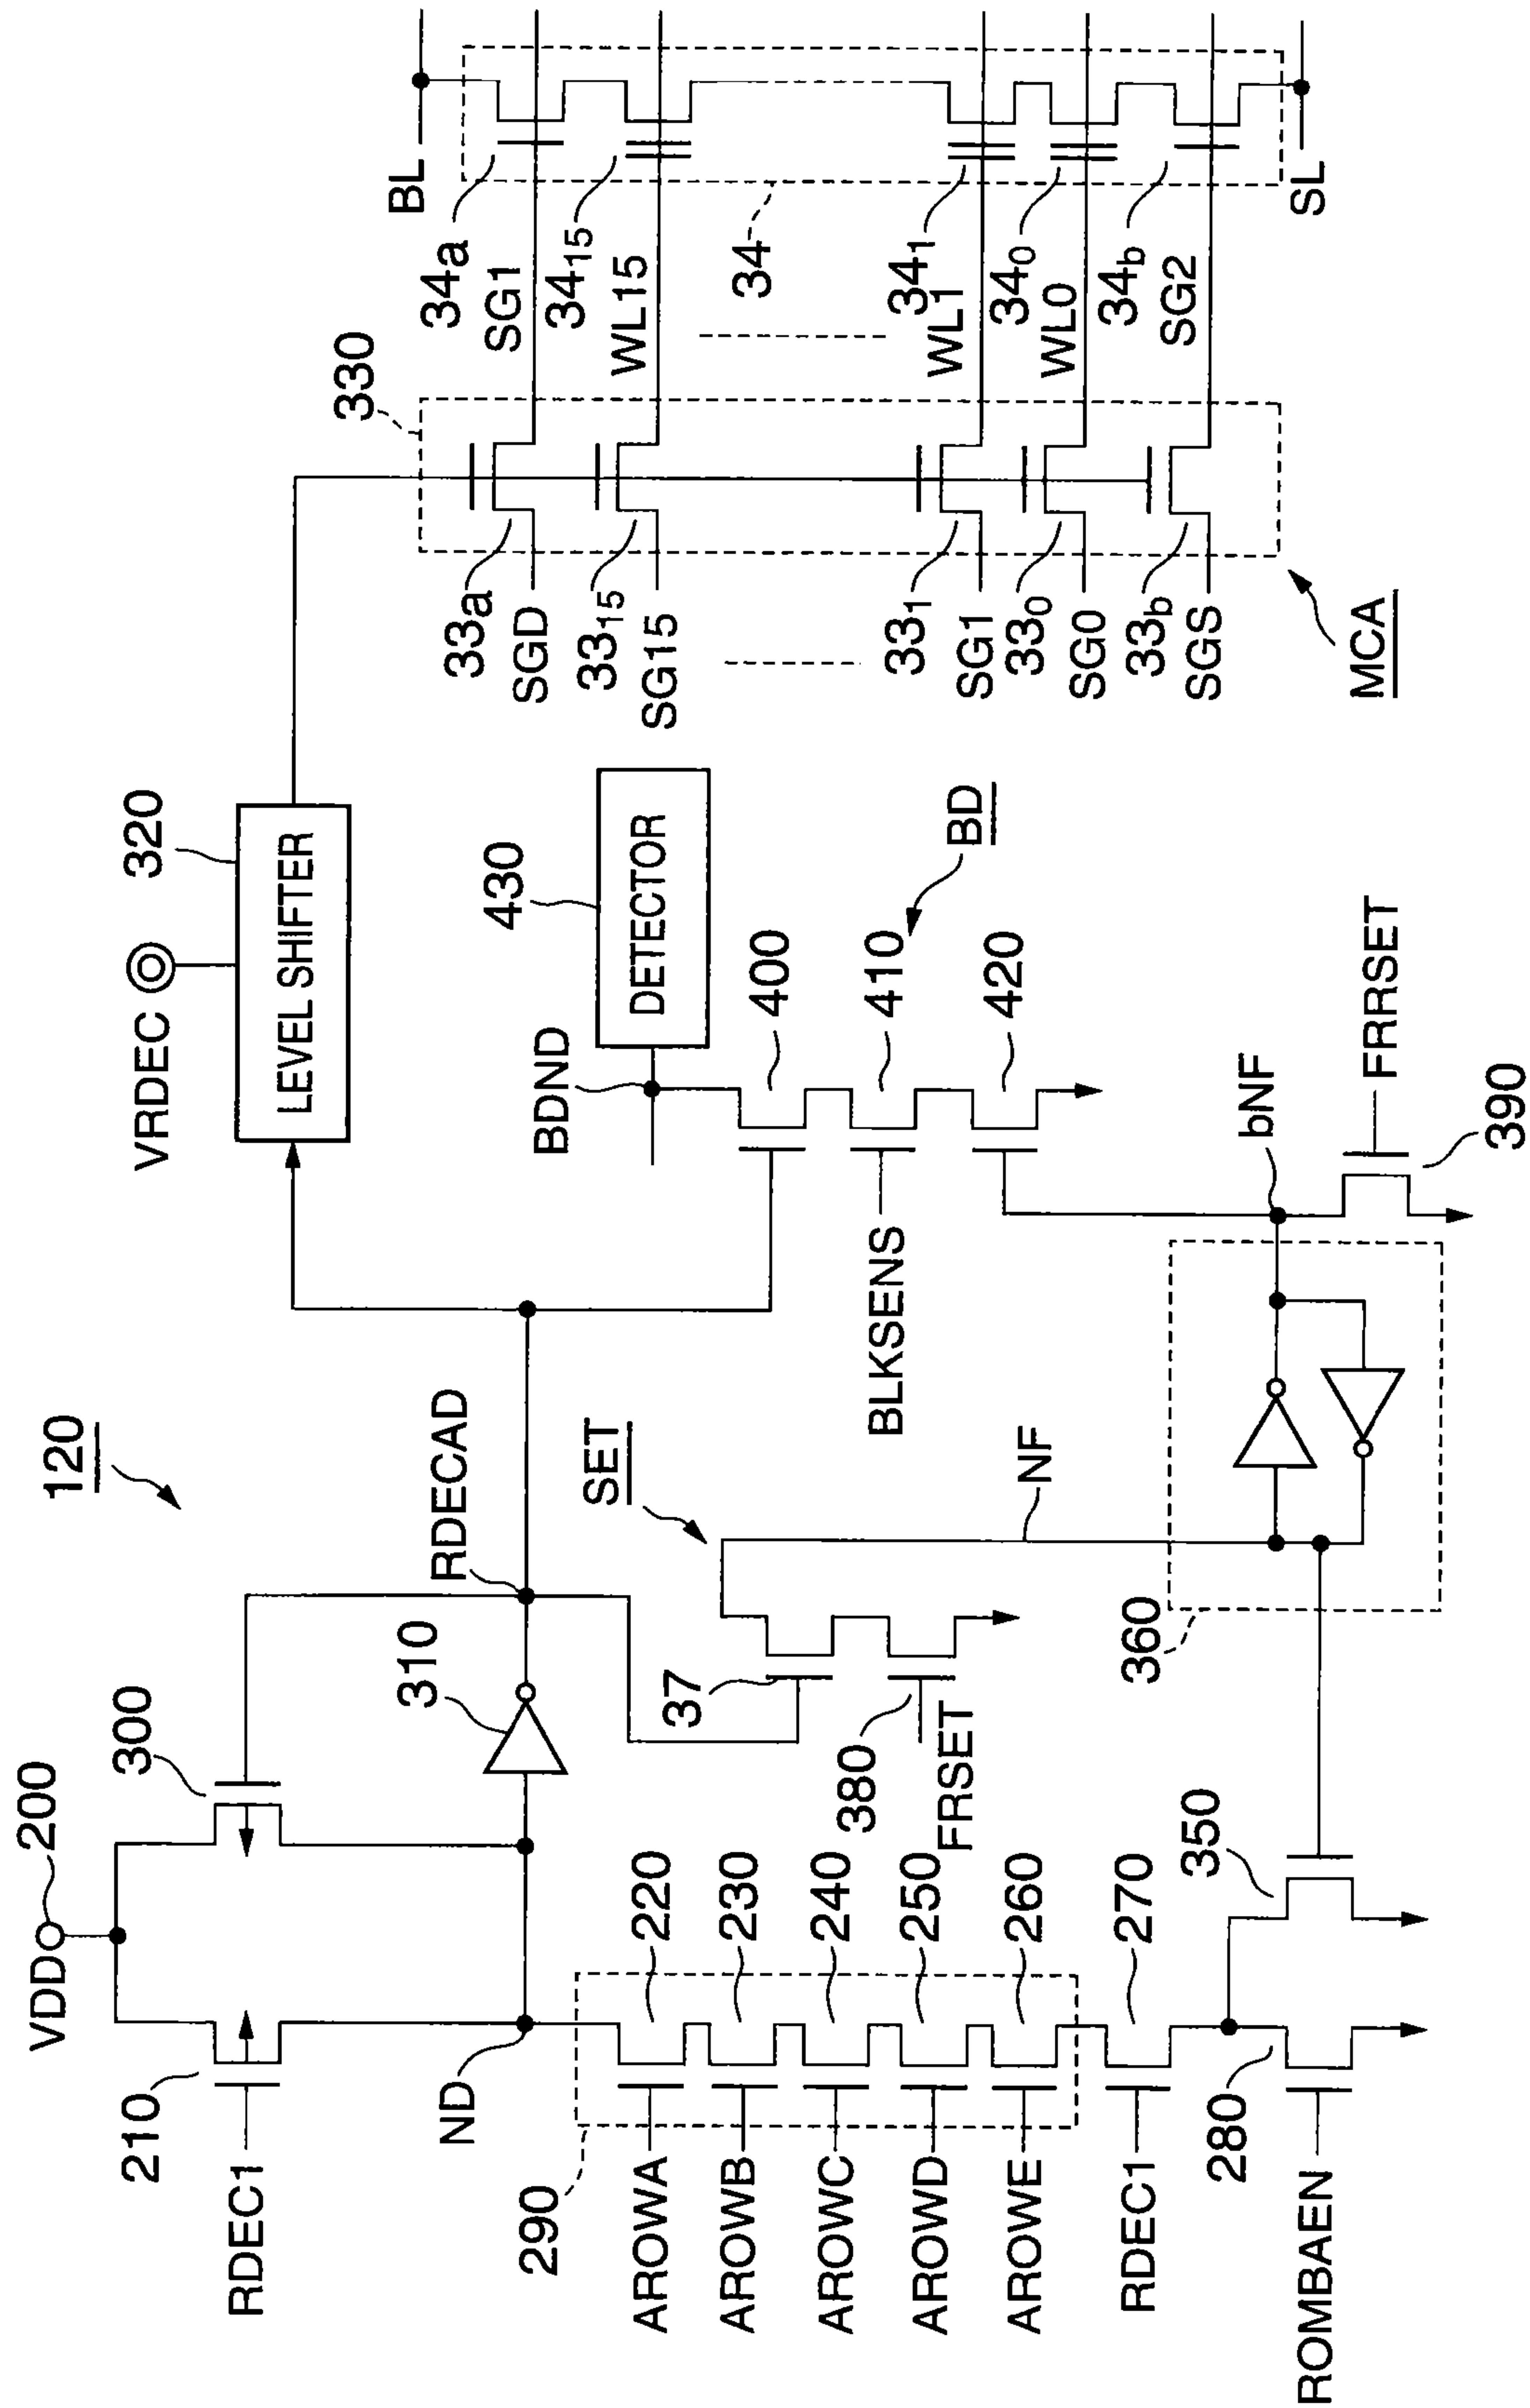 120
VDD
200
210
RDEC1
300
ND
310
RDECAD
VRDEC
320
LEVEL SHIFTER
330
290
220
230
240
250
260
270
280
350
AROWA
AROWB
AROWC
AROWD
AROWE
RDEC1
ROMBAEN
SET
37
380
FRSET
NF
360
bNF
FRRSET
390
BDND
430
DETECTOR
BD
400
410
420
BLKSENS
33a
SGD
3315
SG15
331
SG1
330
SG0
33b
SGS
MCA
BL
34a
SG1
3415
WL15
34
341
WL1
340
WL0
34b
SG2
SL